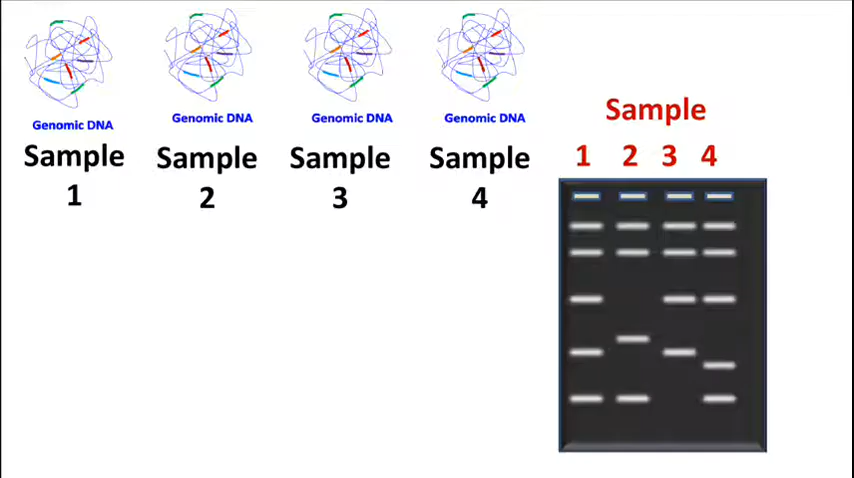 Genomic DNA
Sample
1
Genomic DNA
Sample
2
Genomic DNA
Sample
3
Genomic DNA
Sample
4
Sample
1 2 3 4